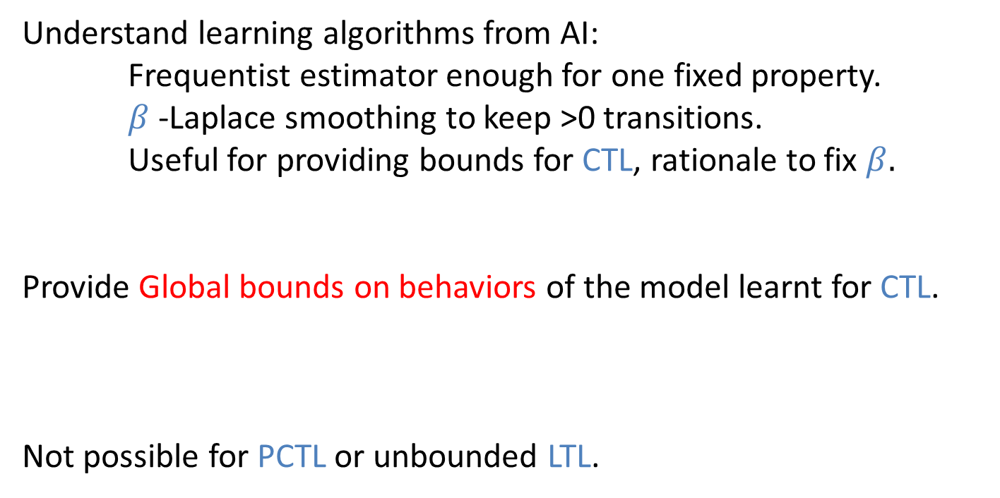 Understand learning algorithms from AI:
Frequentist estimator enough for one fixed property.
β -Laplace smoothing to keep >0 transitions.
Useful for providing bounds for CTL, rationale to fix β.
Provide Global bounds on behaviors of the model learnt for CTL.
Not possible for PCTL or unbounded LTL.